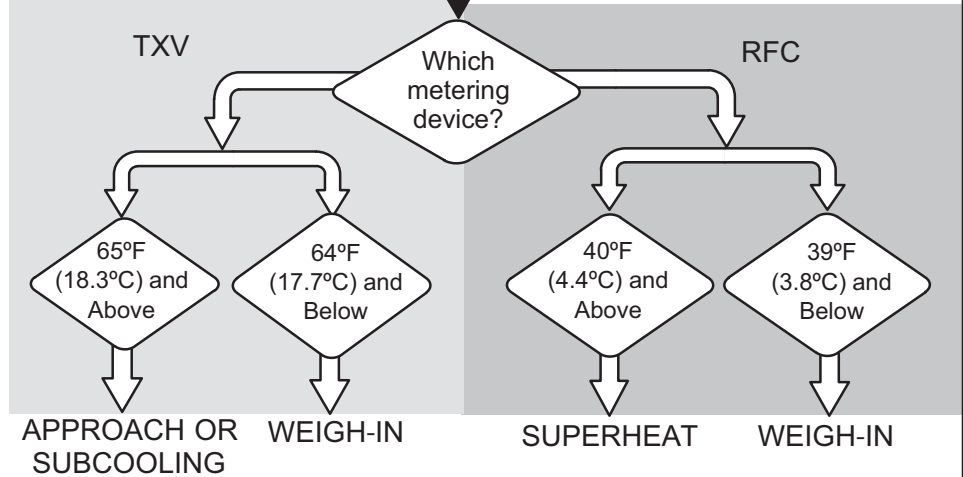 TXV
RFC
Which
metering
device?
65ºF
(18.3ºC) and
Above
64ºF
(17.7ºC) and
Below
40ºF
(4.4ºC) and
Above
39ºF
(3.8ºC) and
Below
APPROACH OR
SUBCOOLING
WEIGH-IN
SUPERHEAT
WEIGH-IN